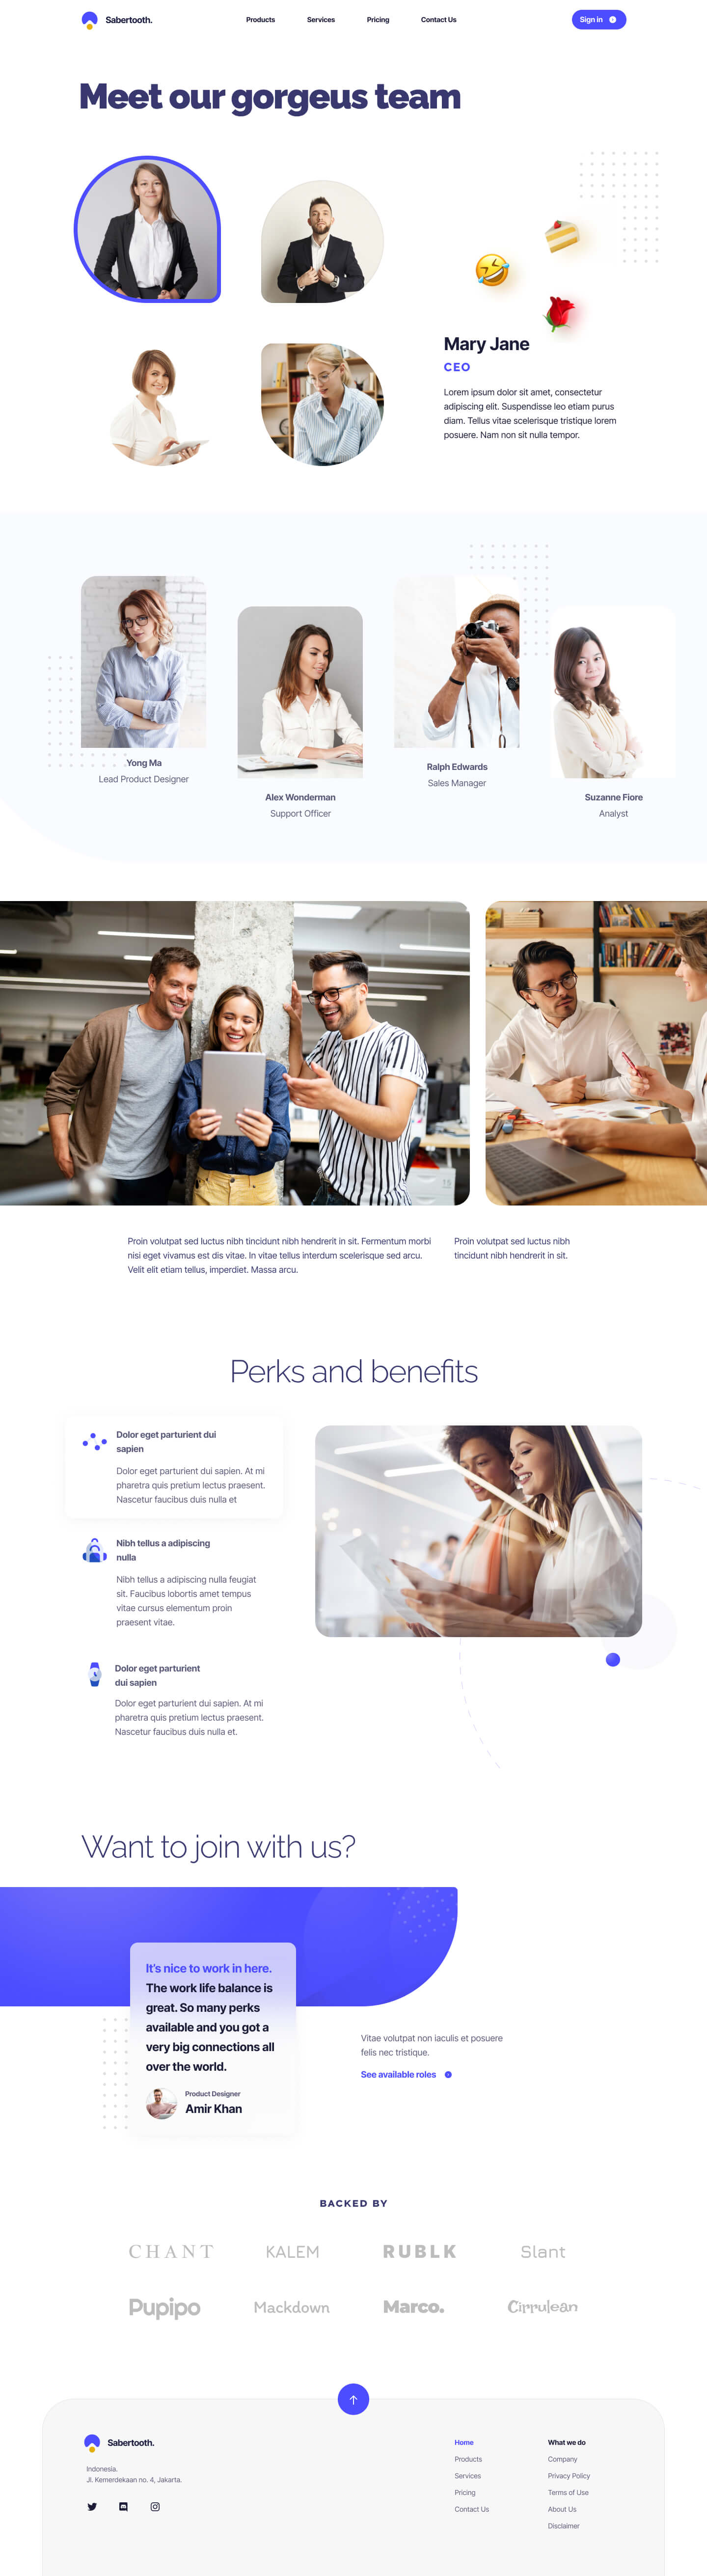 Sabertooth.
Products
Services
Pricing
Contact Us
Sign in
Meet our gorgeus team
Mary Jane
CEO
Lorem ipsum dolor sit amet, consectetur
adipiscing elit. Suspendisse leo etiam purus
diam. Tellus vitae scelerisque tristique lorem
posuere. Nam non sit nulla tempor.
Yong Ma
Lead Product Designer
Alex Wonderman
Support Officer
Ralph Edwards
Sales Manager
Suzanne Fiore
Analyst
Proin volutpat sed luctus nibh tincidunt nibh hendrerit in sit. Fermentum morbi
nisi eget vivamus est dis vitae. In vitae tellus interdum scelerisque sed arcu.
Velit elit etiam tellus, imperdiet. Massa arcu.
Proin volutpat sed luctus nibh
tincidunt nibh hendrerit in sit.
Perks and benefits
Dolor eget parturient dui
sapien
Dolor eget parturient dui sapien. At mi
pharetra quis pretium lectus praesent.
Nascetur faucibus duis nulla et
Nibh tellus a adipiscing
nulla
Nibh tellus a adipiscing nulla feugiat
sit. Faucibus lobortis amet tempus
vitae cursus elementum proin
praesent vitae.
Dolor eget parturient
dui sapien
Dolor eget parturient dui sapien. At mi
pharetra quis pretium lectus praesent.
Nascetur faucibus duis nulla et.
Want to join with us?
It's nice to work in here.
The work life balance is
great. So many perks
available and you got a
very big connections all
over the world.
Product Designer
Amir Khan
Vitae volutpat non iaculis et posuere
felis nec tristique.
See available roles
BACKED BY
CHANT
KALEM
RUBLK
Slant
Pupipo
Mackdown
Marco.
Cirrulean
Sabertooth.
Indonesia.
Jl. Kemerdekaan no. 4, Jakarta.
Home
Products
Services
Pricing
Contact Us
What we do
Company
Privacy Policy
Terms of Use
About Us
Disclaimer